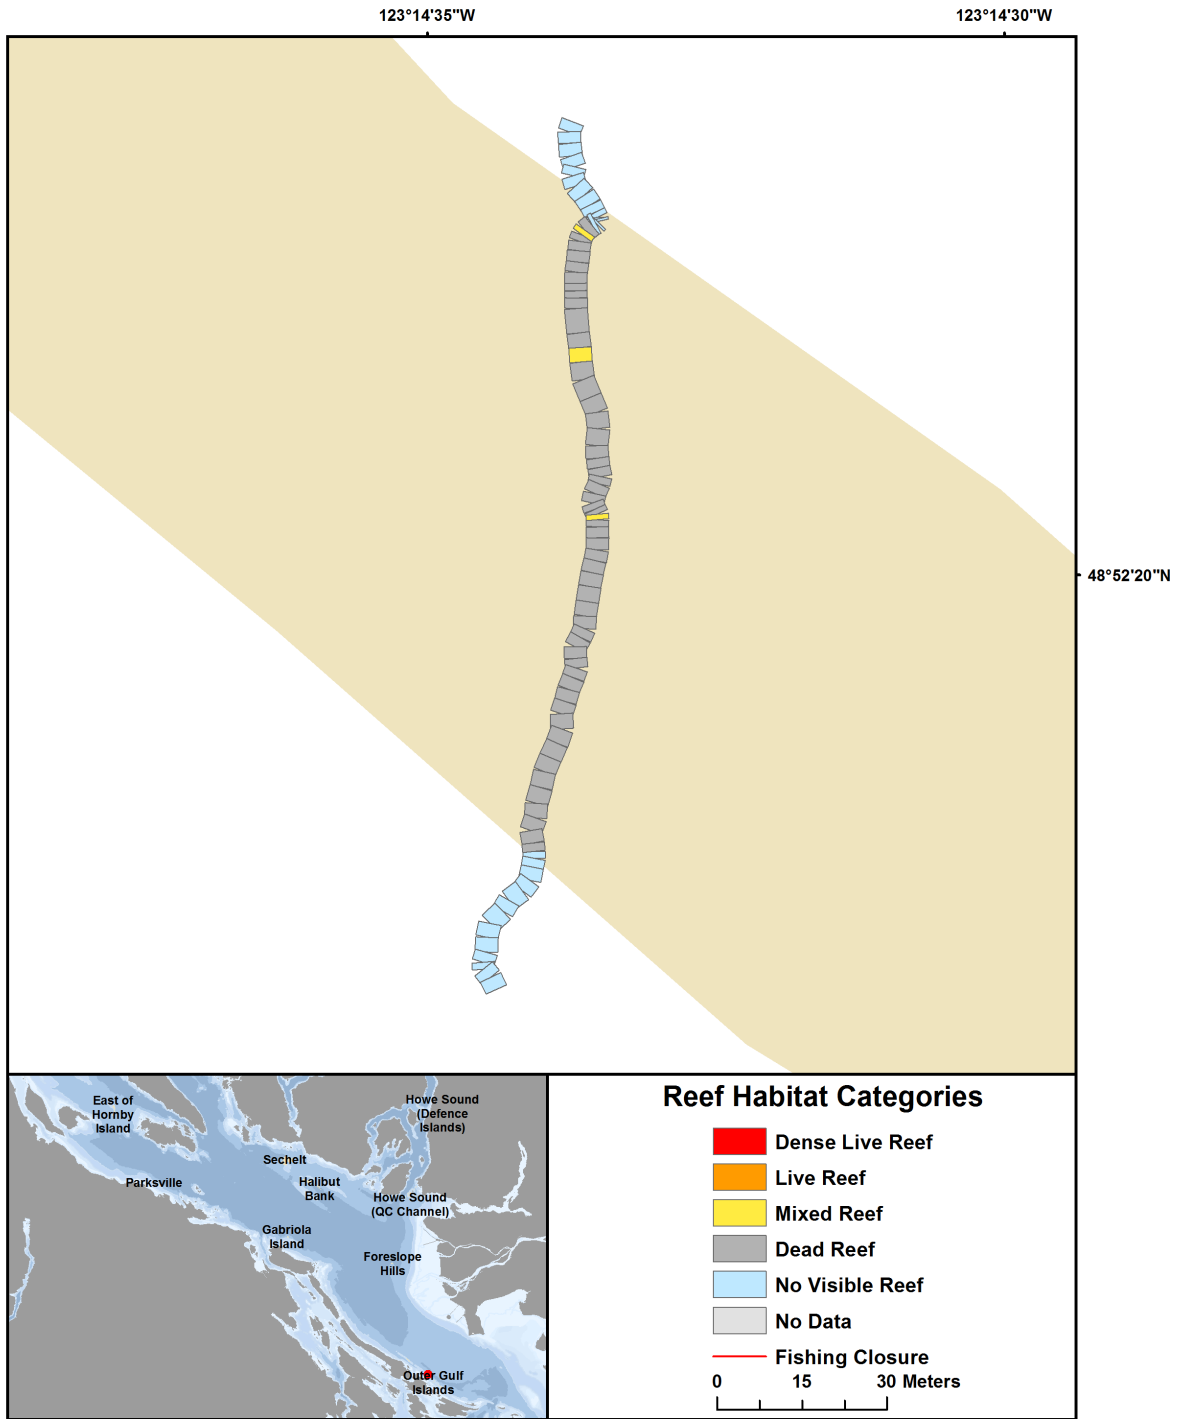 123°14'35"W
123°14'30"W
48°52'20"N
East of
Hornby
Island
Howe Sound
(Defence
Islands)
Sechelt
Parksville
Halibut
Bank
Howe Sound
(QC Channel)
Gabriola
Island
Foreslope
Hills
Outer Gulf
Islands
Reef Habitat Categories
Dense Live Reef
Live Reef
Mixed Reef
Dead Reef
No Visible Reef
No Data
Fishing Closure
0 15 30 Meters